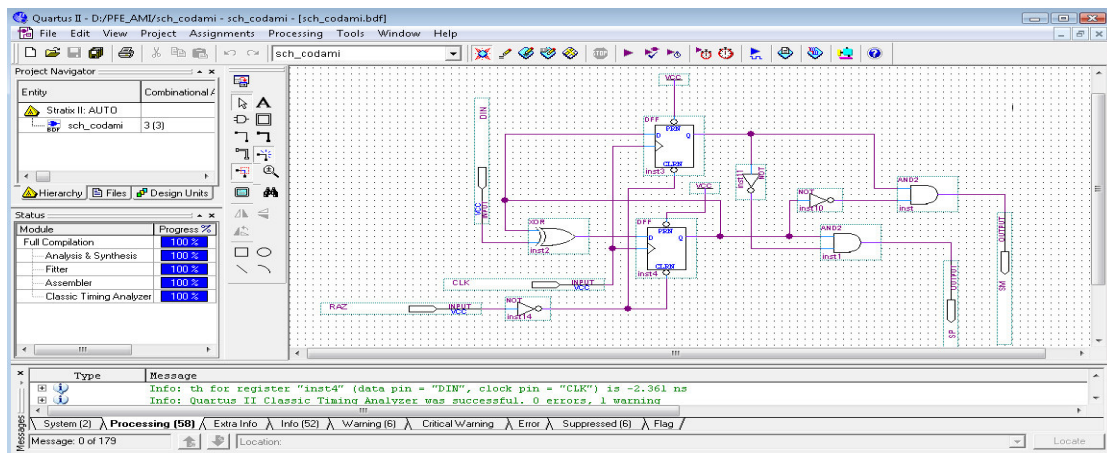 Quartus II - D:/PFE_AMI/sch_codami - sch_codami - [sch_codami.bdf]
File Edit View Project Assignments Processing Tools Window Help
sch_codami
Project Navigator
Entity Combinational A
Stratix II: AUTO
BDF sch_codami 3 (3)
Hierarchy Files Design Units
Status
Module Progress %
Full Compilation 100 %
Analysis & Synthesis 100 %
Fitter 100 %
Assembler 100 %
Classic Timing Analyzer 100 %
A
VCC
DIN
DFF
PRN
D Q
CLRN
inst3
NOT
inst11
VCC
INPUT
VCC
XOR
inst2
DFF
PRN
D Q
CLRN
inst4
NOT
inst10
AND2
inst
AND2
inst1
OUTPUT
SM
OUTPUT
SP
CLK
INPUT
VCC
RAZ
INPUT
VCC
NOT
inst14
Type Message
Info: th for register "inst4" (data pin = "DIN", clock pin = "CLK") is -2.361 ns
Info: Quartus II Classic Timing Analyzer was successful. 0 errors, 1 warning
System (2) Processing (58) Extra Info Info (52) Warning (6) Critical Warning Error Suppressed (6) Flag
Messages
Message: 0 of 179 Location: Locate